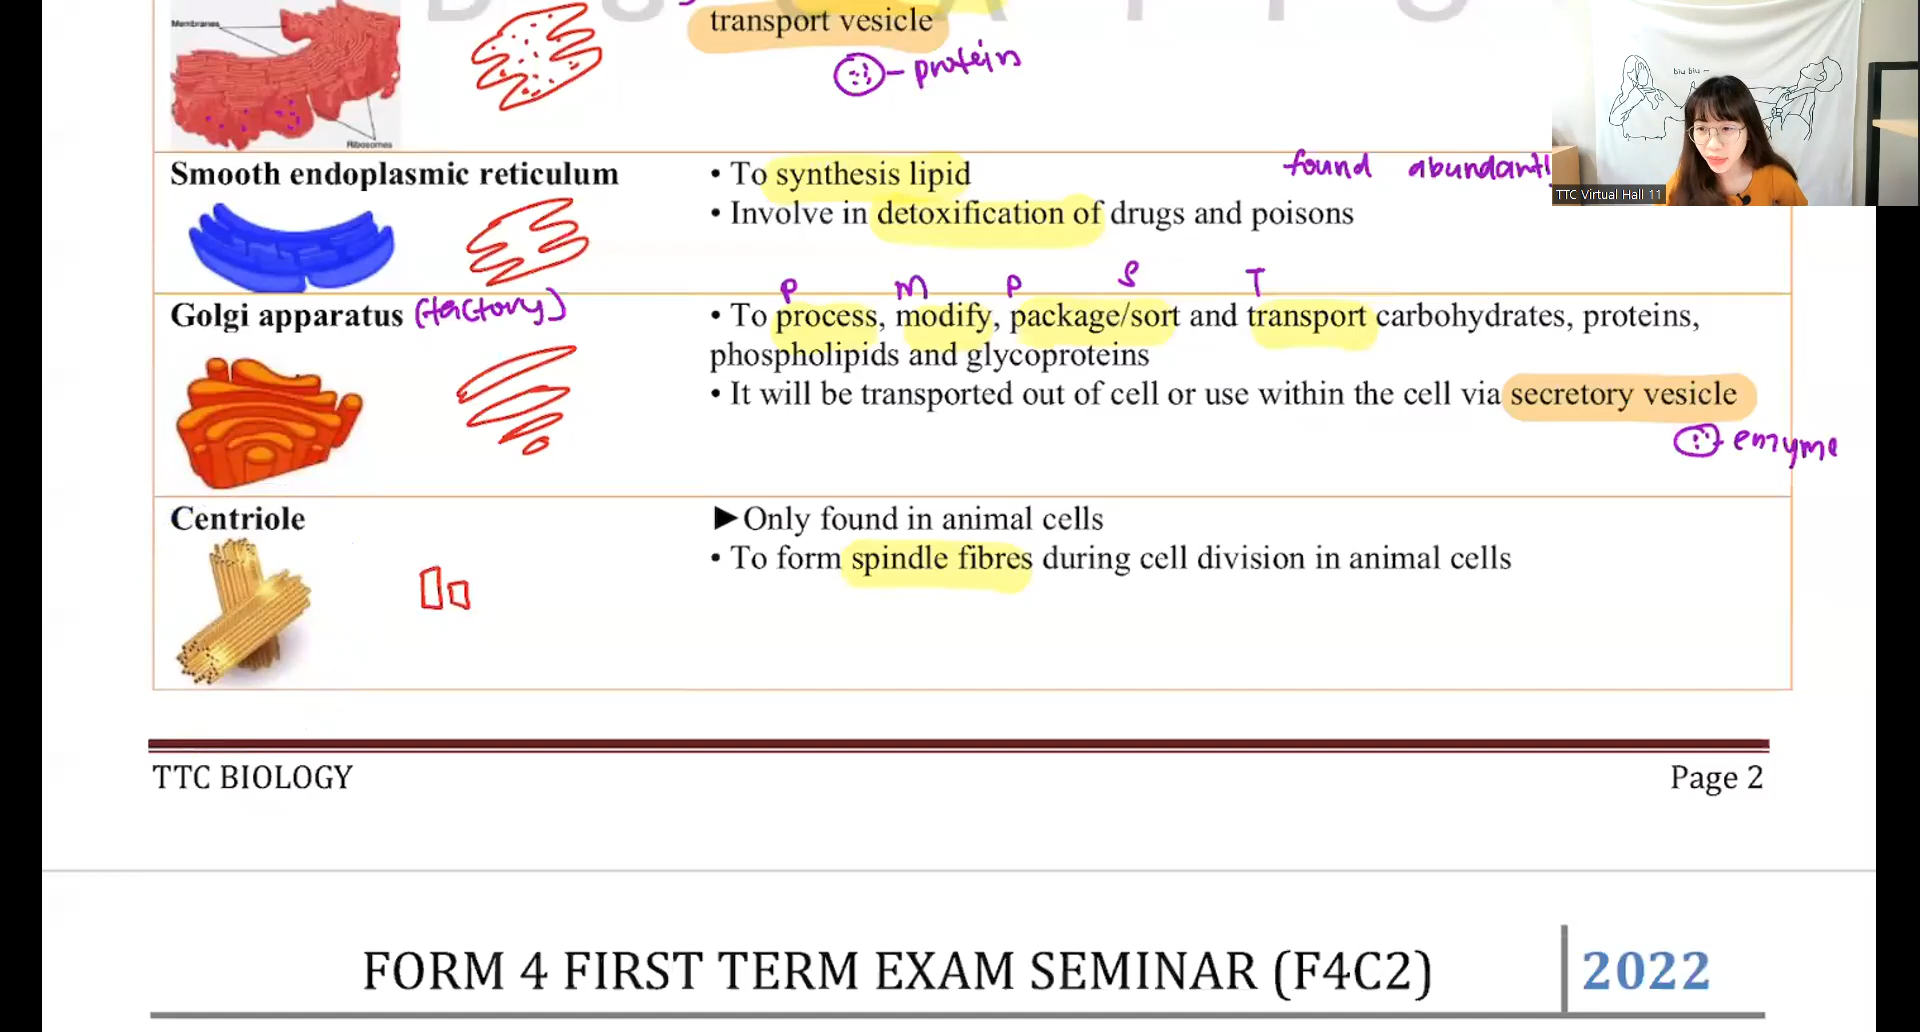 Membranes
transport vesicle
protein
Ribosomes
biu biu
Smooth endoplasmic reticulum
• To synthesis lipid
found abundantl
TTC Virtual Hall 11
• Involve in detoxification of drugs and poisons
P M P S T
Golgi apparatus (factory)
• To process, modify, package/sort and transport carbohydrates, proteins,
phospholipids and glycoproteins
• It will be transported out of cell or use within the cell via secretory vesicle
enzyme
Centriole
►Only found in animal cells
• To form spindle fibres during cell division in animal cells
TTC BIOLOGY
Page 2
FORM 4 FIRST TERM EXAM SEMINAR (F4C2)
2022